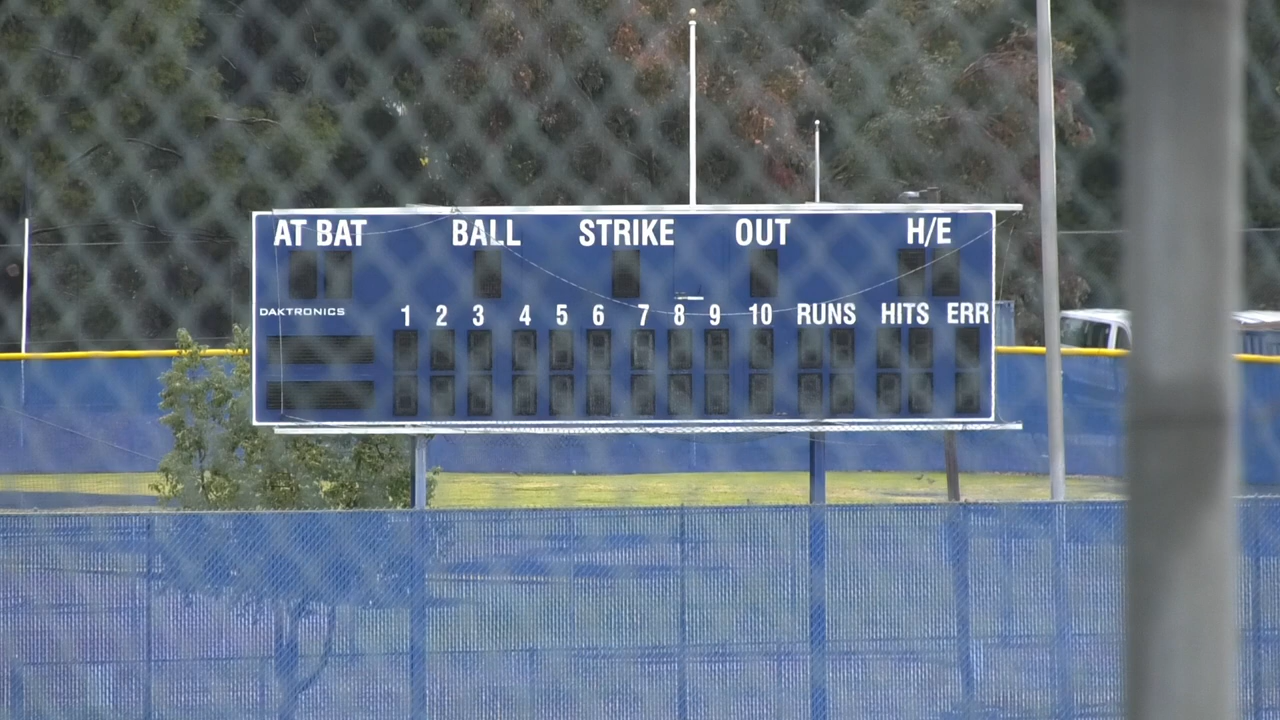 AT BAT BALL STRIKE OUT H/E
DAKTRONICS 1 2 3 4 5 6 7 8 9 10 RUNS HITS ERR